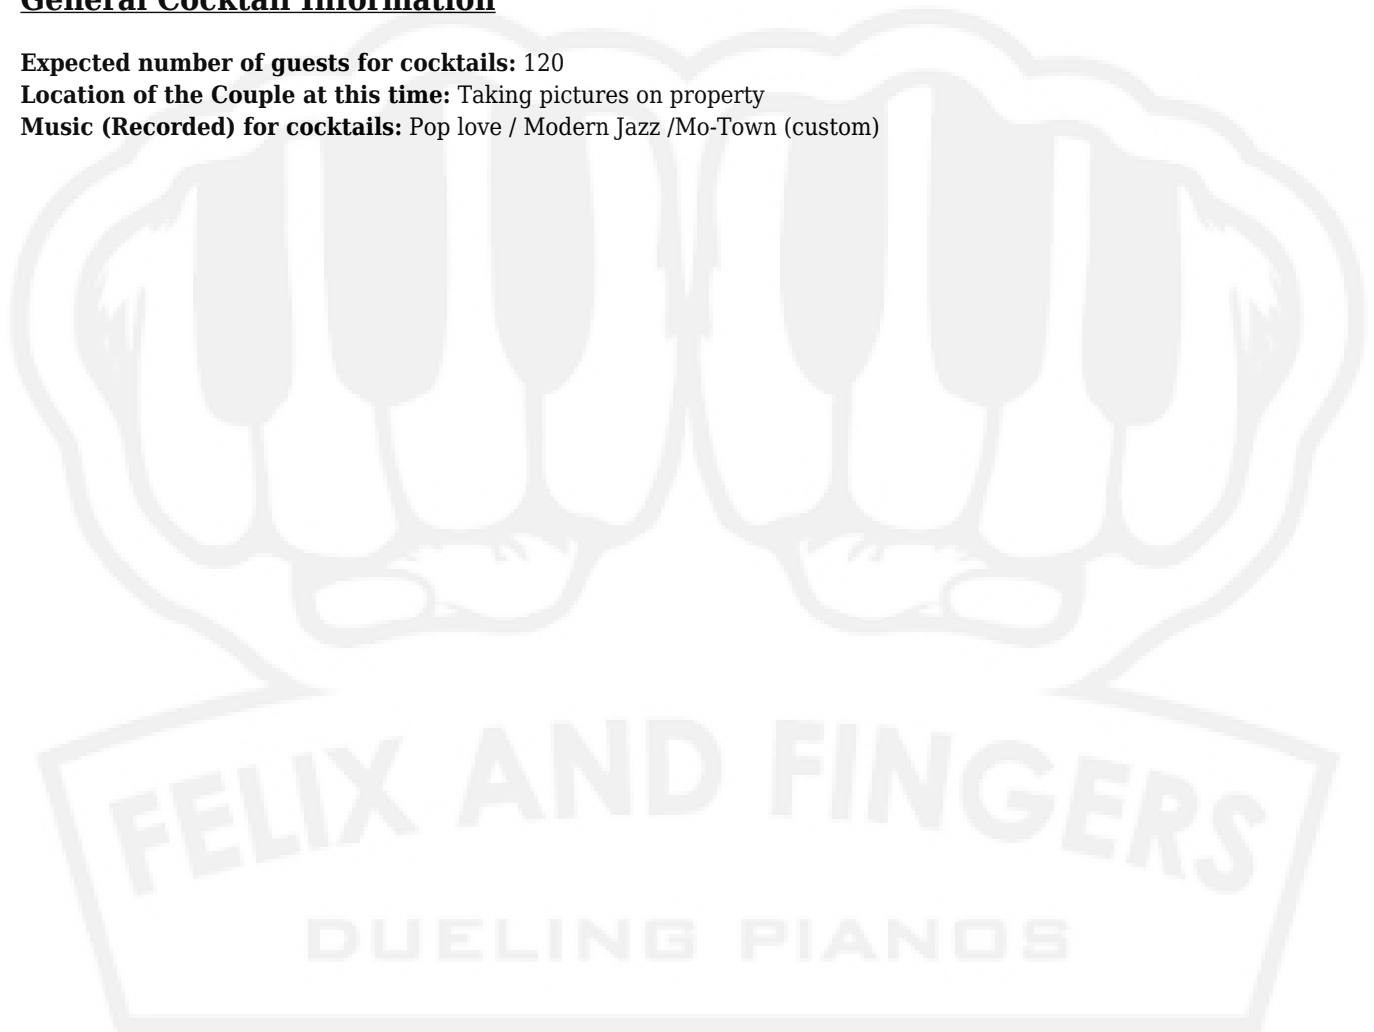 General Cocktail Information
Expected number of guests for cocktails: 120
Location of the Couple at this time: Taking pictures on property
Music (Recorded) for cocktails: Pop love / Modern Jazz /Mo-Town (custom)
FELIX AND FINGERS
DUELING PIANOS